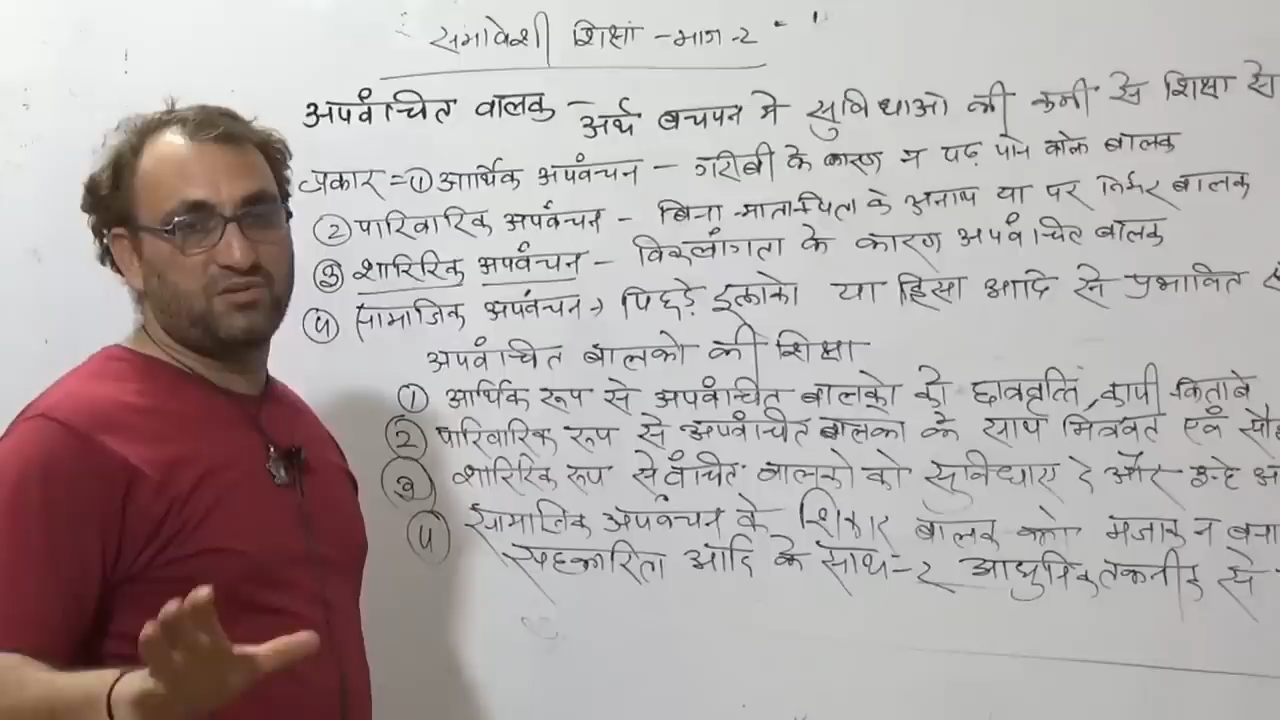 समावेशी शिक्षा - भाग - 2
अपवंचित बालक - अर्थ बचपन मे सुविधाओ की कमी से शिक्षा से
प्रकार = ① आर्थिक अपवंचन - गरीबी के कारण न पढ़ पाने वाले बालक
② पारिवारिक अपवंचन - बिना माता-पिता के अनाथ या पर निर्भर बालक
③ शारिरिक अपवंचन - विकलांगता के कारण अपवंचित बालक
④ सामाजिक अपवंचन → पिछड़े इलाको या हिंसा आदि से प्रभावित
अपवंचित बालको की शिक्षा
① आर्थिक रूप से अपवंचित बालको को छात्रवृत्ति, कापी किताबे
② पारिवारिक रूप से अपवंचित बालको के साथ मित्रवत एवं
③ शारिरिक रूप से वंचित बालको को सुविधाए दे और उन्हे
④ सामाजिक अपवंचन के शिकार बालक को मजाक न बना
सहकारिता आदि के साथ-2 आधुनिक तकनीक से